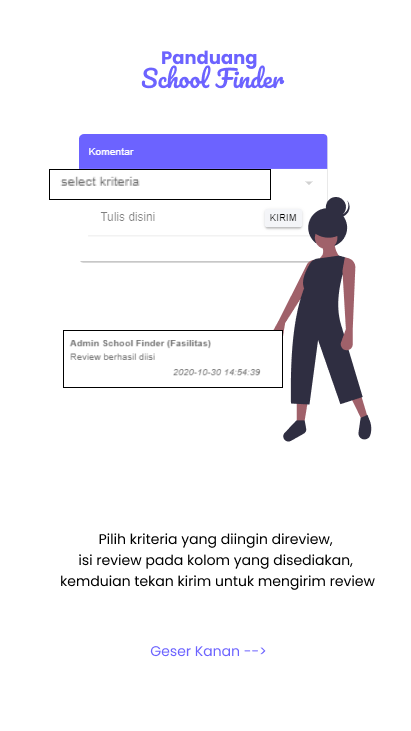 Panduang
School Finder
Komentar
select kriteria
Tulis disini
KIRIM
Admin School Finder (Fasilitas)
Review berhasil diisi
2020-10-30 14:54:39
Pilih kriteria yang diingin direview,
isi review pada kolom yang disediakan,
kemduian tekan kirim untuk mengirim review
Geser Kanan -->